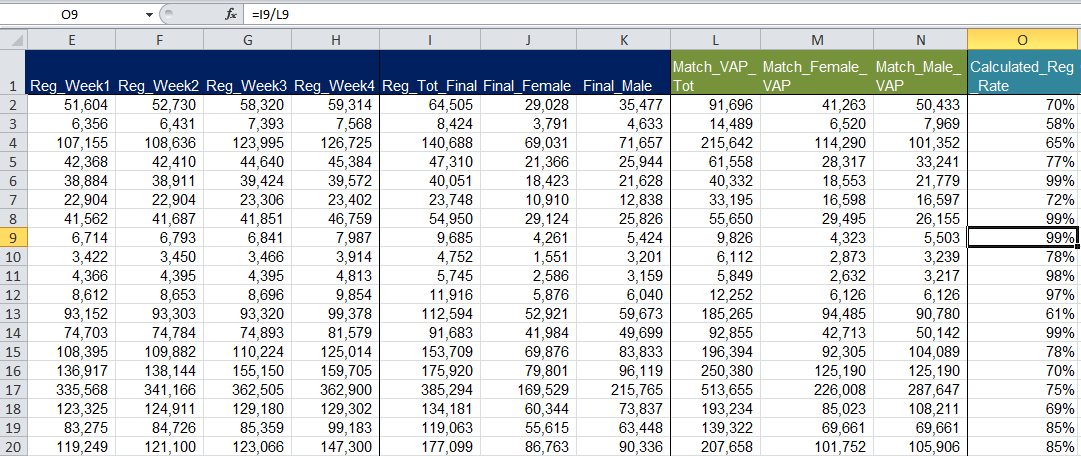 O9 fx =I9/L9
E F G H I J K L M N O
Match_VAP_ Match_Female_ Match_Male_ Calculated_Reg
1 Reg_Week1 Reg_Week2 Reg_Week3 Reg_Week4 Reg_Tot_Final Final_Female Final_Male Tot VAP VAP _Rate
2 51,604 52,730 58,320 59,314 64,505 29,028 35,477 91,696 41,263 50,433 70%
3 6,356 6,431 7,393 7,568 8,424 3,791 4,633 14,489 6,520 7,969 58%
4 107,155 108,636 123,995 126,725 140,688 69,031 71,657 215,642 114,290 101,352 65%
5 42,368 42,410 44,640 45,384 47,310 21,366 25,944 61,558 28,317 33,241 77%
6 38,884 38,911 39,424 39,572 40,051 18,423 21,628 40,332 18,553 21,779 99%
7 22,904 22,904 23,306 23,402 23,748 10,910 12,838 33,195 16,598 16,597 72%
8 41,562 41,687 41,851 46,759 54,950 29,124 25,826 55,650 29,495 26,155 99%
9 6,714 6,793 6,841 7,987 9,685 4,261 5,424 9,826 4,323 5,503 99%
10 3,422 3,450 3,466 3,914 4,752 1,551 3,201 6,112 2,873 3,239 78%
11 4,366 4,395 4,395 4,813 5,745 2,586 3,159 5,849 2,632 3,217 98%
12 8,612 8,653 8,696 9,854 11,916 5,876 6,040 12,252 6,126 6,126 97%
13 93,152 93,303 93,320 99,378 112,594 52,921 59,673 185,265 94,485 90,780 61%
14 74,703 74,784 74,893 81,579 91,683 41,984 49,699 92,855 42,713 50,142 99%
15 108,395 109,882 110,224 125,014 153,709 69,876 83,833 196,394 92,305 104,089 78%
16 136,917 138,144 155,150 159,705 175,920 79,801 96,119 250,380 125,190 125,190 70%
17 335,568 341,166 362,505 362,900 385,294 169,529 215,765 513,655 226,008 287,647 75%
18 123,325 124,911 129,180 129,302 134,181 60,344 73,837 193,234 85,023 108,211 69%
19 83,275 84,726 85,359 99,183 119,063 55,615 63,448 139,322 69,661 69,661 85%
20 119,249 121,100 123,066 147,300 177,099 86,763 90,336 207,658 101,752 105,906 85%